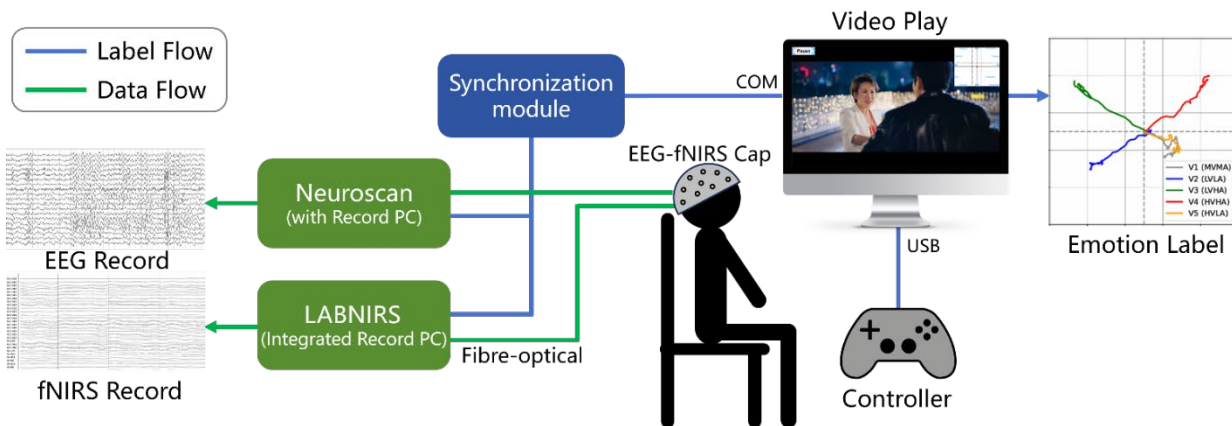 Label Flow
Data Flow
Synchronization
module
COM
Video Play
Neuroscan
(with Record PC)
EEG Record
EEG-fNIRS Cap
LABNIRS
(Integrated Record PC)
fNIRS Record
Fibre-optical
USB
Controller
V1 (MVMA)
V2 (LVLA)
V3 (LVHA)
V4 (HVHA)
V5 (HVLA)
Emotion Label